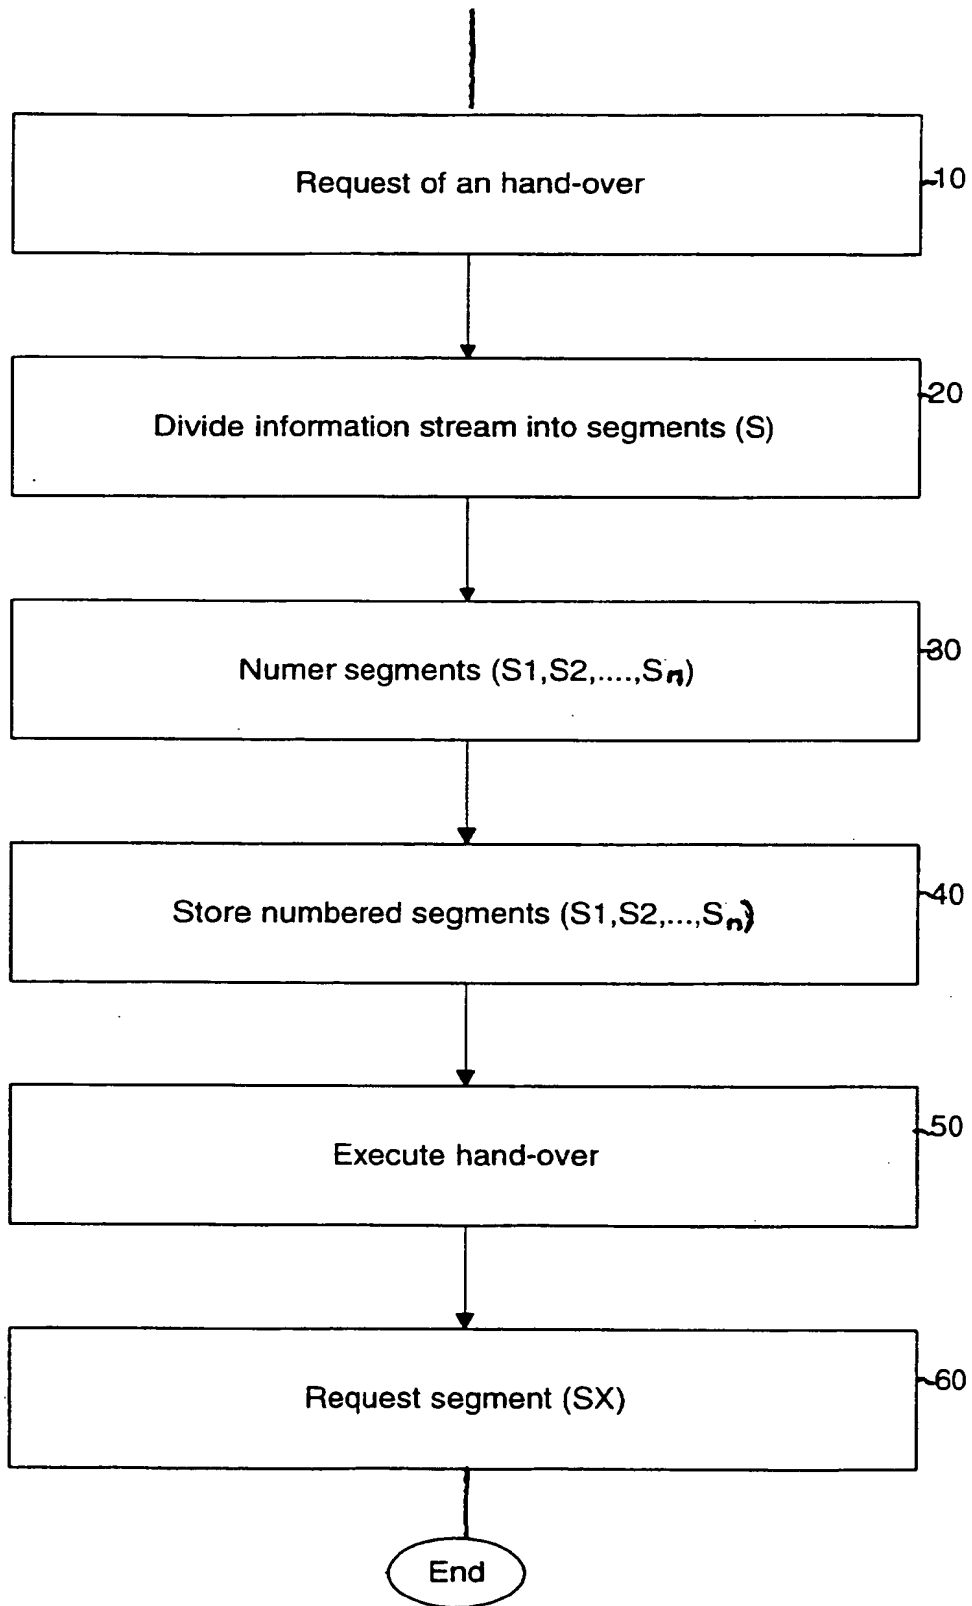 Request of an hand-over
10
Divide information stream into segments (S)
20
Numer segments (S1,S2,....,Sn)
30
Store numbered segments (S1,S2,...,Sn)
40
Execute hand-over
50
Request segment (SX)
60
End